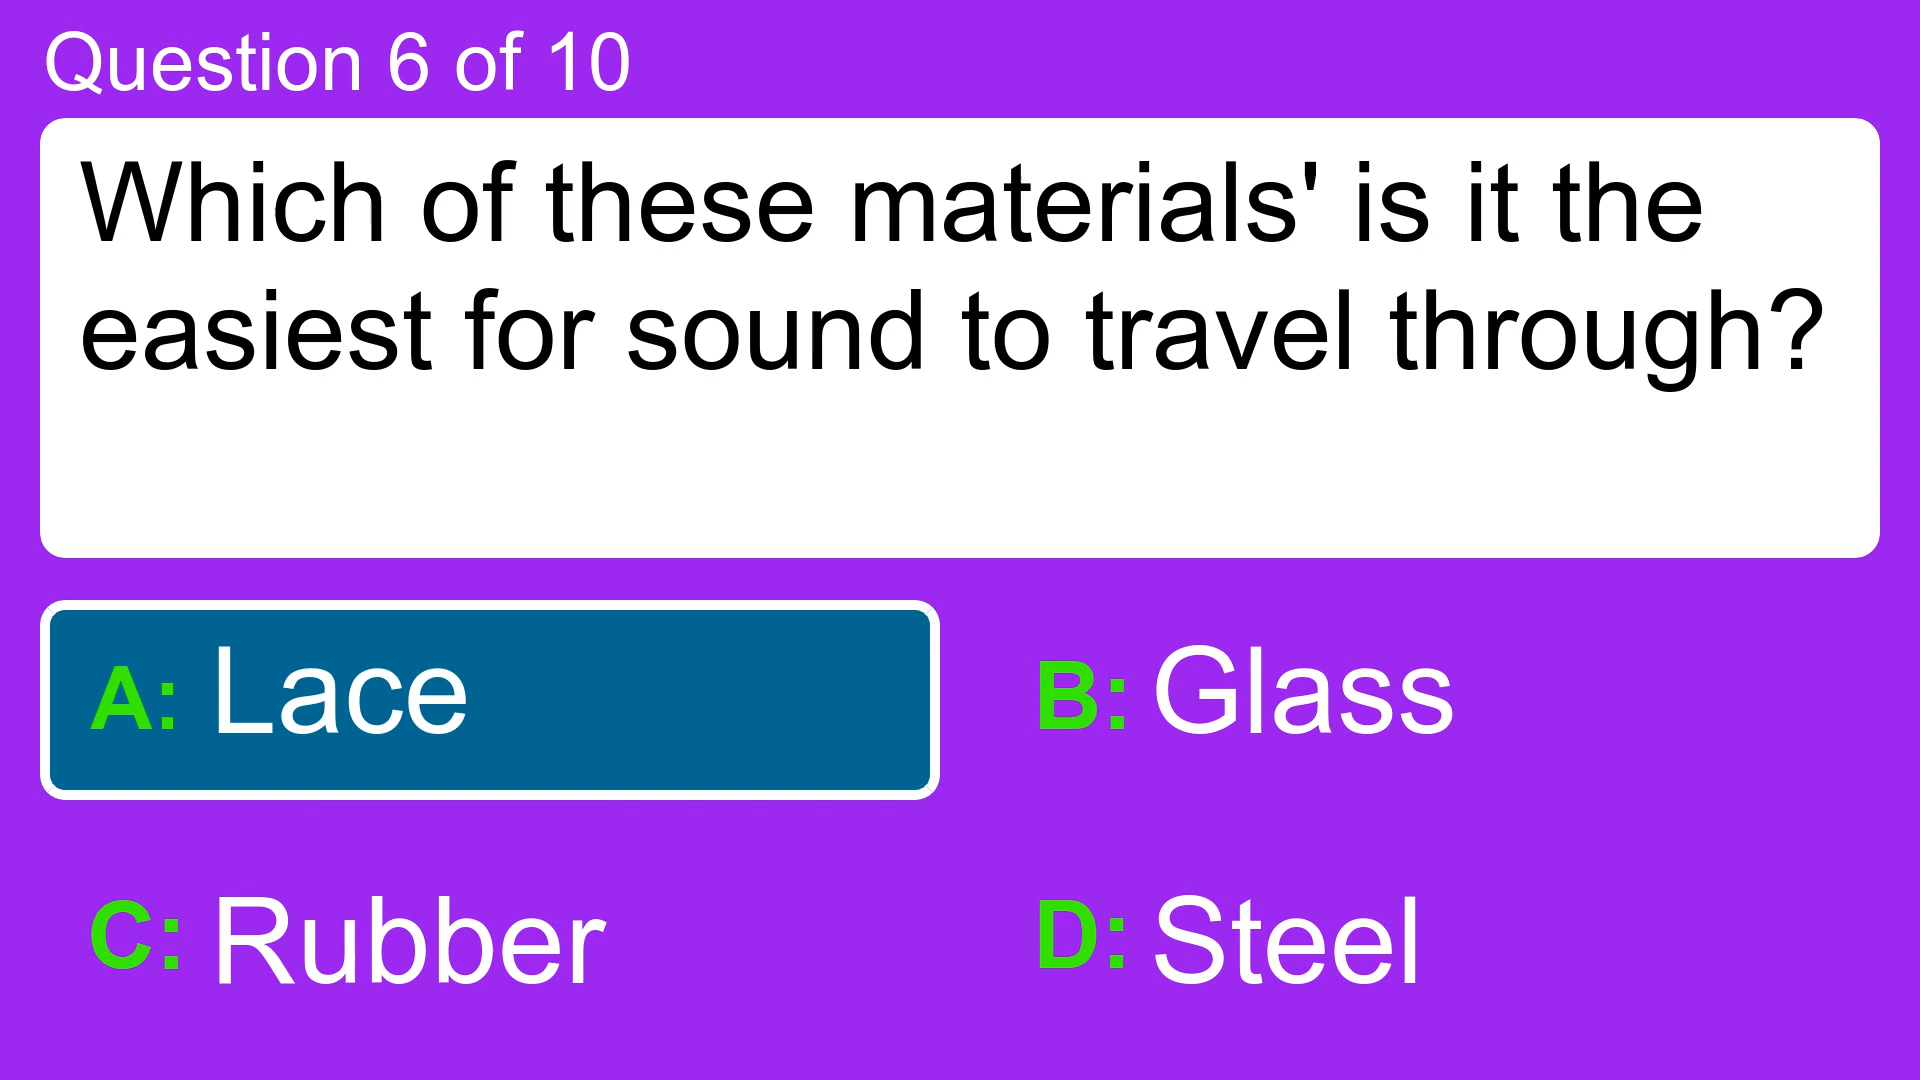 Question 6 of 10
Which of these materials' is it the
easiest for sound to travel through?
A: Lace
B: Glass
C: Rubber
D: Steel